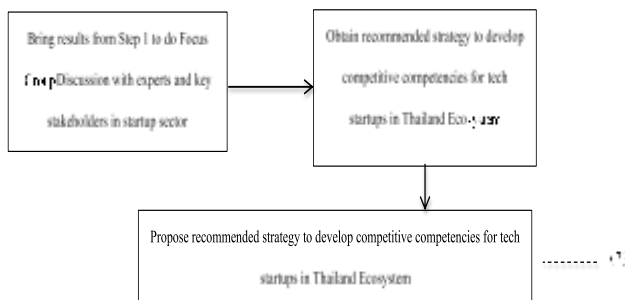 Bring results from Step 1 to do Focus
Discussion with experts and key
stakeholders in startup sector
Obtain recommended strategy to develop
competitive competencies for tech
startups in Thailand
Propose recommended strategy to develop competitive competencies for tech
startups in Thailand Ecosystem